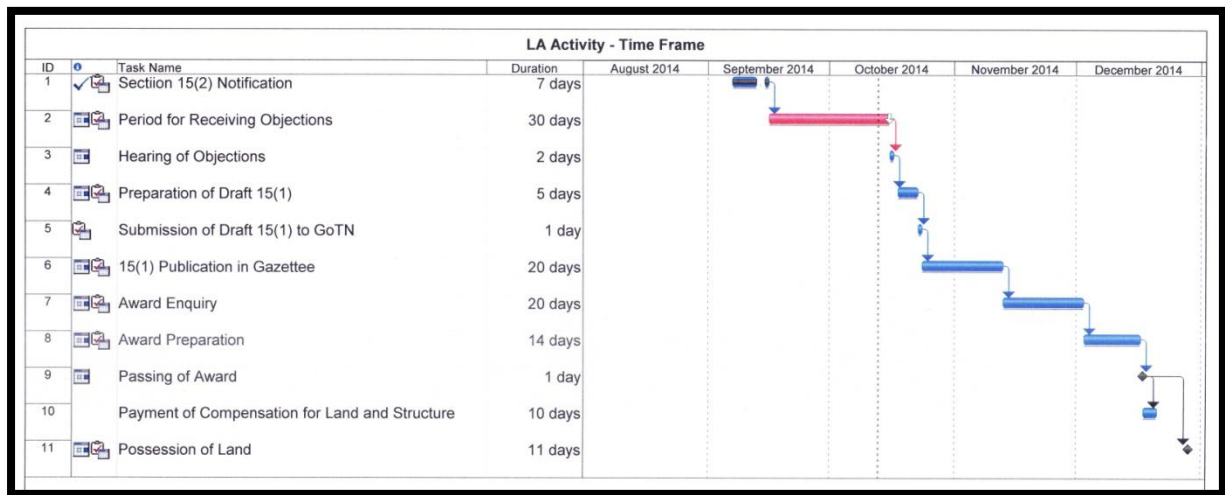 LA Activity - Time Frame
ID Task Name Duration August 2014 September 2014 October 2014 November 2014 December 2014
1 Sectiion 15(2) Notification 7 days
2 Period for Receiving Objections 30 days
3 Hearing of Objections 2 days
4 Preparation of Draft 15(1) 5 days
5 Submission of Draft 15(1) to GoTN 1 day
6 15(1) Publication in Gazettee 20 days
7 Award Enquiry 20 days
8 Award Preparation 14 days
9 Passing of Award 1 day
10 Payment of Compensation for Land and Structure 10 days
11 Possession of Land 11 days